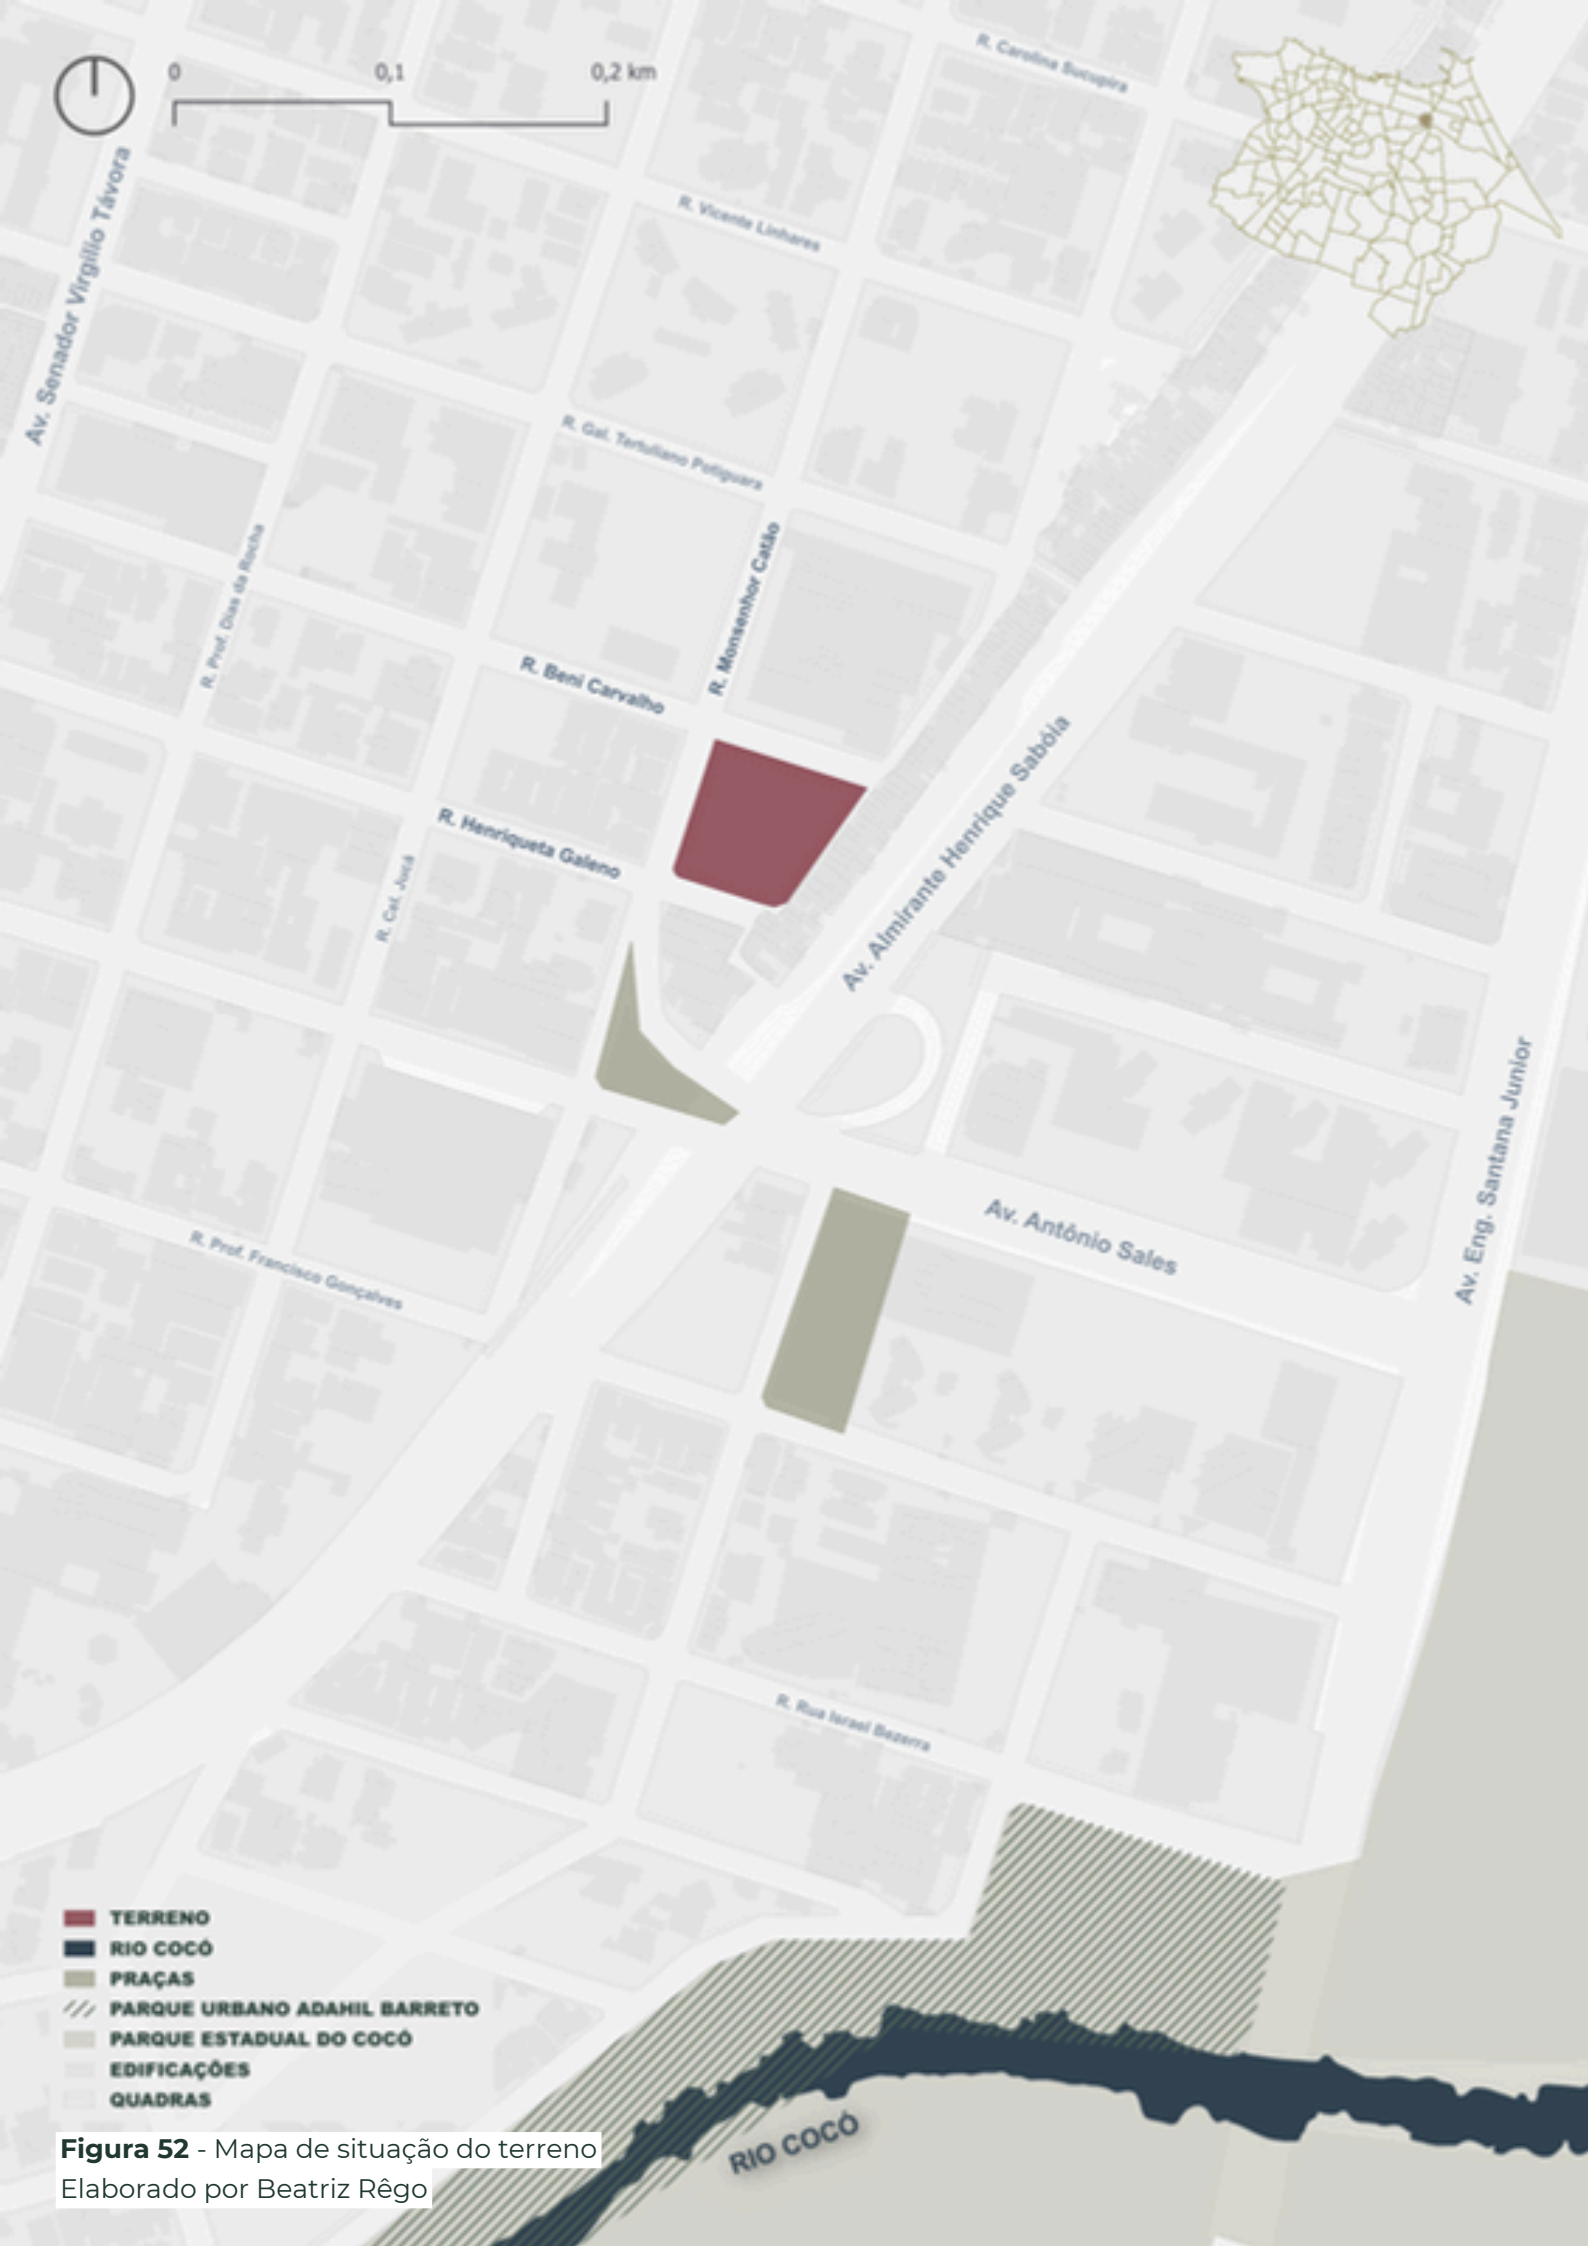 0 0,1 0,2 km
R. Carolina Sucupira
Av. Senador Virgílio Távora
R. Vicente Linhares
R. Gal. Tertuliano Potiguara
R. Monsenhor Catão
R. Prof. Dias da Rocha
R. Beni Carvalho
R. Henriqueta Galeno
Av. Almirante Henrique Sabóia
R. Cel. Jucá
Av. Eng. Santana Junior
Av. Antônio Sales
R. Prof. Francisco Gonçalves
R. Rua Israel Bezerra
TERRENO
RIO COCÓ
PRAÇAS
PARQUE URBANO ADAHIL BARRETO
PARQUE ESTADUAL DO COCÓ
EDIFICAÇÕES
QUADRAS
RIO COCÓ
Figura 52 - Mapa de situação do terreno
Elaborado por Beatriz Rêgo